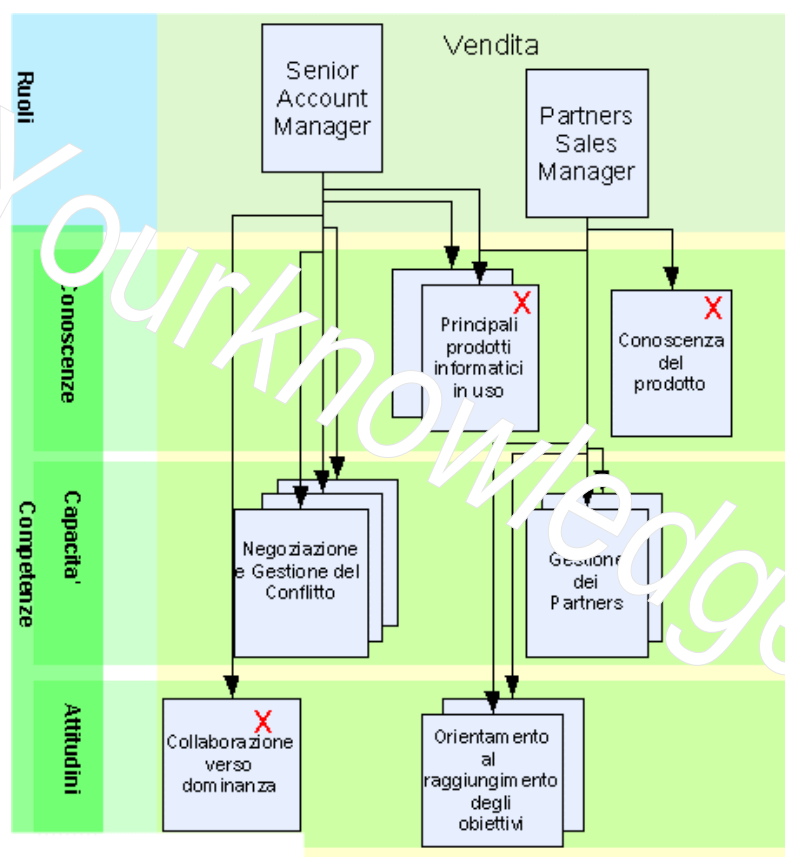 Vendita
Senior
Account
Manager
Partners
Sales
Manager
Ruoli
Competenze
Conoscenze
X
Principali
prodotti
informatici
in uso
X
Conoscenza
del
prodotto
Capacita'
Negoziazione
e Gestione del
Conflitto
Gestione
dei
Partners
Attitudini
X
Collaborazione
verso
dominanza
Orientamento
al
raggiungimento
degli
obiettivi
Yourknowledge